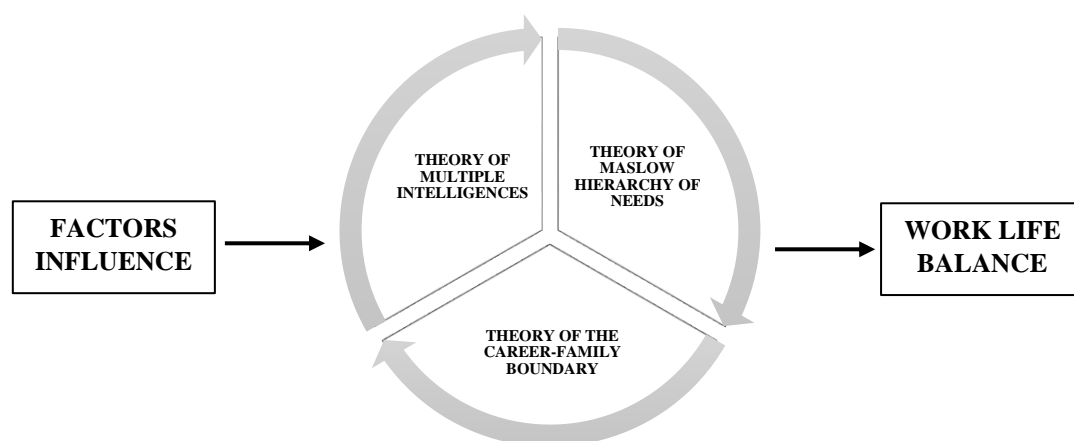 FACTORS
INFLUENCE
THEORY OF
MULTIPLE
INTELLIGENCES
THEORY OF
MASLOW
HIERARCHY OF
NEEDS
THEORY OF THE
CAREER-FAMILY
BOUNDARY
WORK LIFE
BALANCE